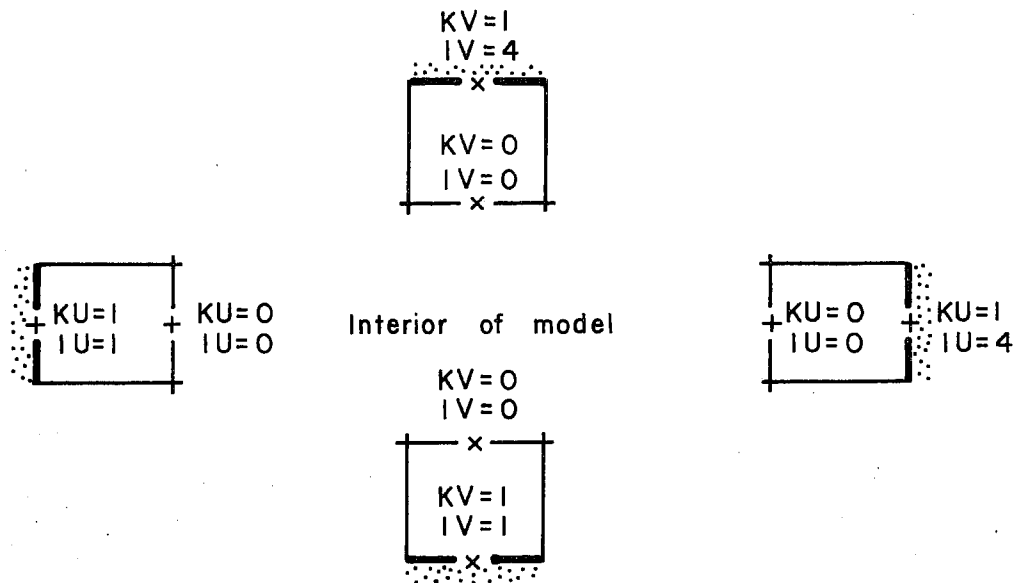 KV=1
IV=4
KV=0
IV=0
KU=1
IU=1
KU=0
IU=0
Interior of model
KU=0
IU=0
KU=1
IU=4
KV=0
IV=0
KV=1
IV=1